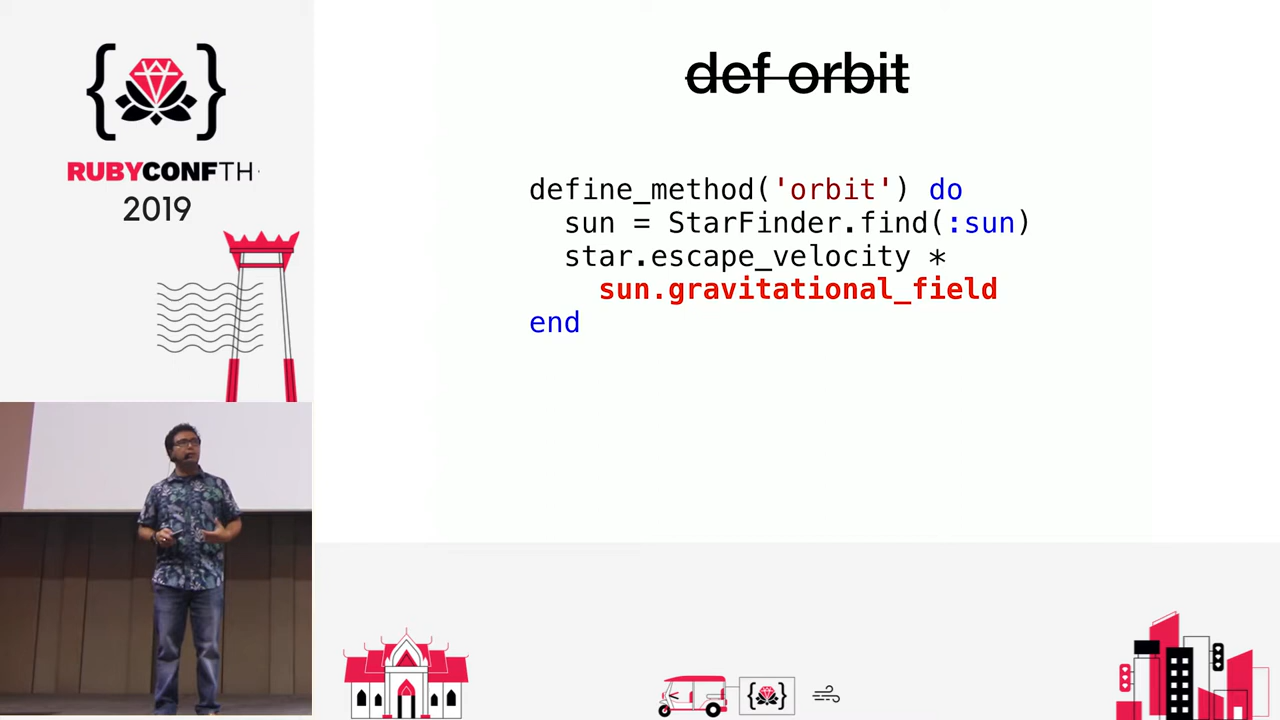 RUBYCONFTH
2019
def orbit
define_method('orbit') do
  sun = StarFinder.find(:sun)
  star.escape_velocity *
    sun.gravitational_field
end